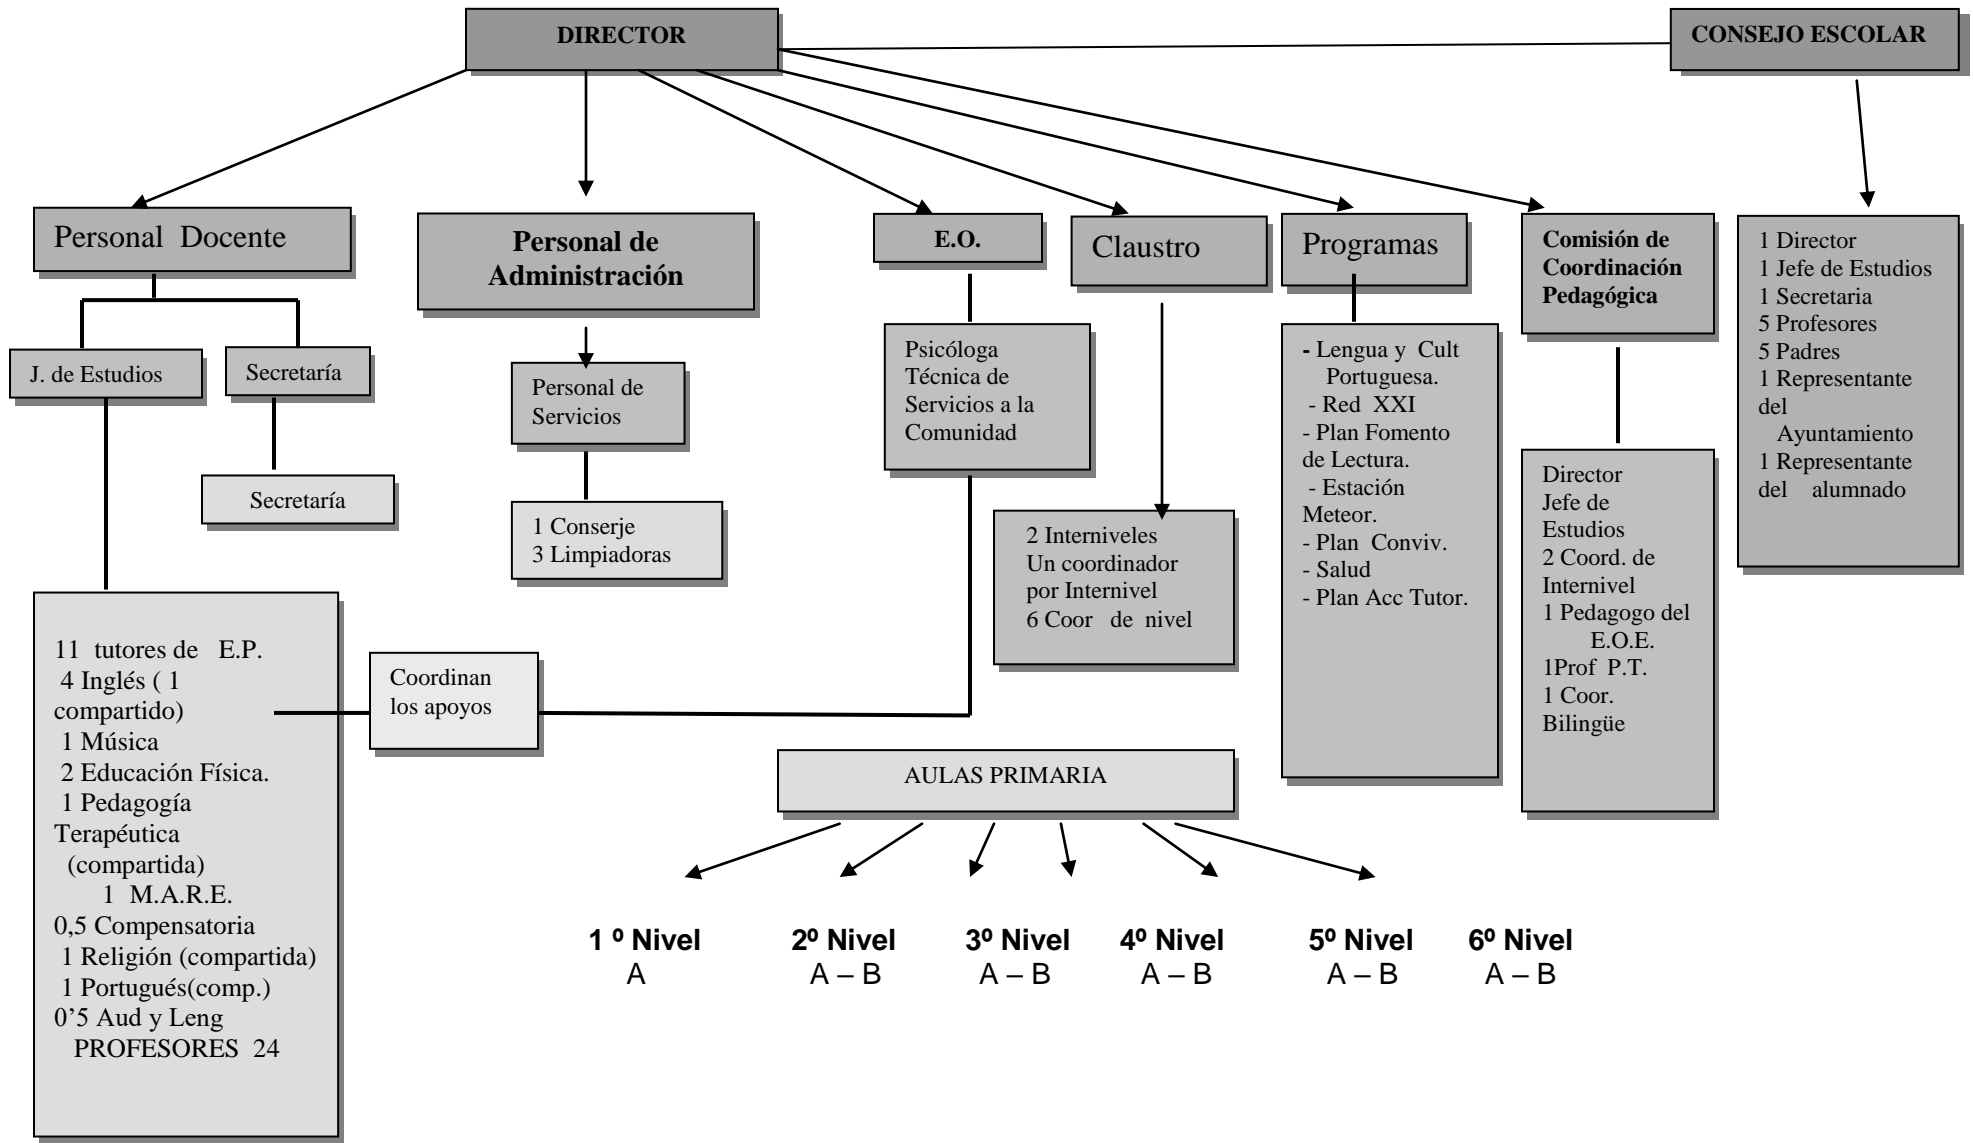 DIRECTOR
CONSEJO ESCOLAR
Personal Docente
Personal de
Administración
E.O.
Claustro
Programas
Comisión de
Coordinación
Pedagógica
1 Director
1 Jefe de Estudios
1 Secretaria
5 Profesores
5 Padres
1 Representante
del
Ayuntamiento
1 Representante
del alumnado
J. de Estudios
Secretaría
Secretaría
Personal de
Servicios
1 Conserje
3 Limpiadoras
Psicóloga
Técnica de
Servicios a la
Comunidad
2 Interniveles
Un coordinador
por Internivel
6 Coor de nivel
- Lengua y Cult
Portuguesa.
- Red XXI
- Plan Fomento
de Lectura.
- Estación
Meteor.
- Plan Conviv.
- Salud
- Plan Acc Tutor.
Director
Jefe de
Estudios
2 Coord. de
Internivel
1 Pedagogo del
E.O.E.
1Prof P.T.
1 Coor.
Bilingüe
11 tutores de E.P.
4 Inglés ( 1
compartido)
1 Música
2 Educación Física.
1 Pedagogía
Terapéutica
(compartida)
1 M.A.R.E.
0,5 Compensatoria
1 Religión (compartida)
1 Portugués(comp.)
0’5 Aud y Leng
PROFESORES 24
Coordinan
los apoyos
AULAS PRIMARIA
1 º Nivel
A
2º Nivel
A – B
3º Nivel
A – B
4º Nivel
A – B
5º Nivel
A – B
6º Nivel
A – B